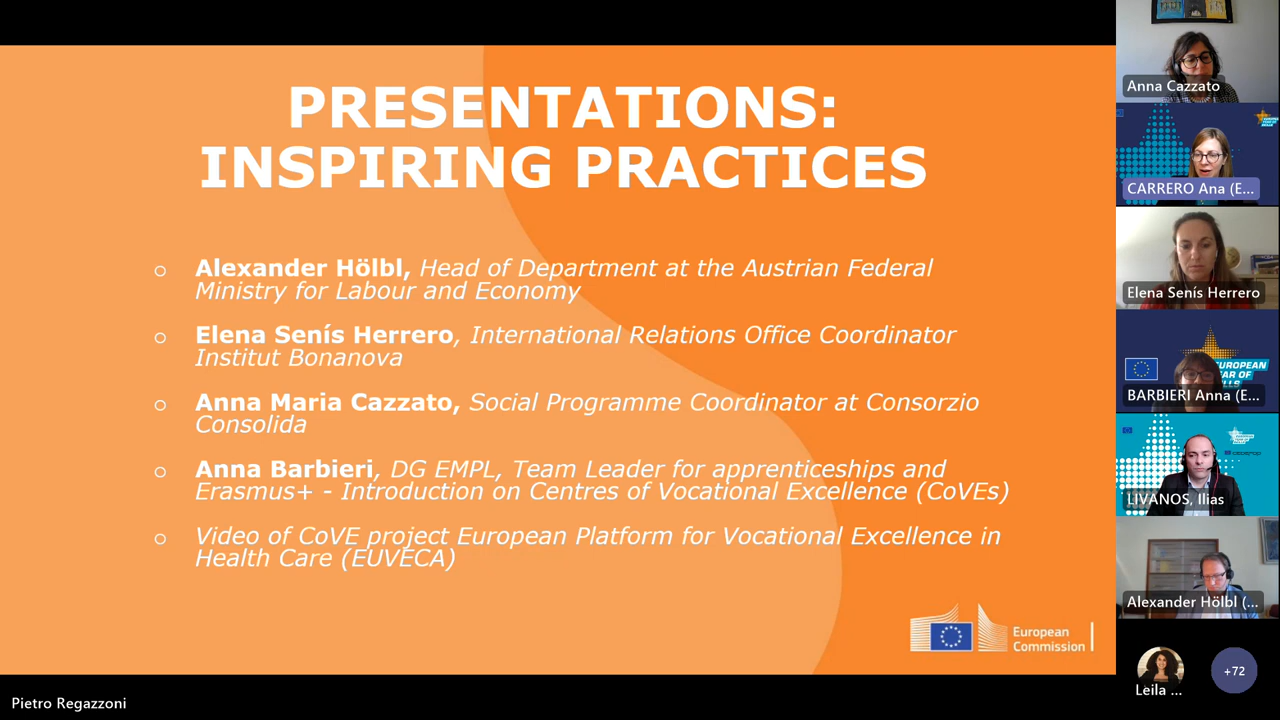 PRESENTATIONS:
INSPIRING PRACTICES
o Alexander Hölbl, Head of Department at the Austrian Federal
Ministry for Labour and Economy
o Elena Senís Herrero, International Relations Office Coordinator
Institut Bonanova
o Anna Maria Cazzato, Social Programme Coordinator at Consorzio
Consolida
o Anna Barbieri, DG EMPL, Team Leader for apprenticeships and
Erasmus+ - Introduction on Centres of Vocational Excellence (CoVEs)
o Video of CoVE project European Platform for Vocational Excellence in
Health Care (EUVECA)
European
Commission
Anna Cazzato
CARRERO Ana (E...
Elena Senís Herrero
EUROPEAN
BARBIERI Anna (E...
LIVANOS, Ilias
Alexander Hölbl (...
Leila ...
+72
Pietro Regazzoni